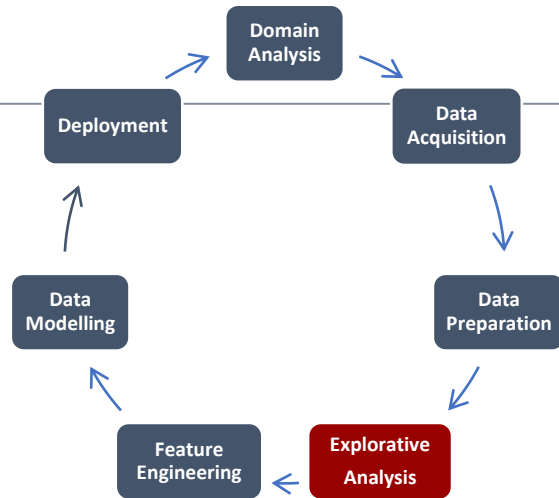 Domain
Analysis
Deployment
Data
Acquisition
Data
Modelling
Data
Preparation
Feature
Engineering
Explorative
Analysis